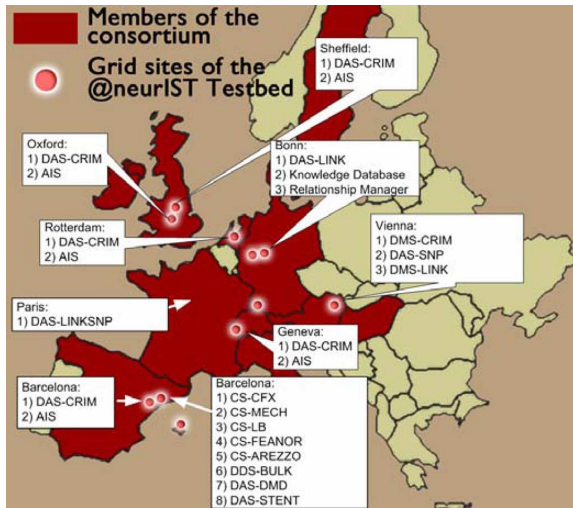 Members of the
consortium
Grid sites of the
@neurIST Testbed
Sheffield:
1) DAS-CRIM
2) AIS
Oxford:
1) DAS-CRIM
2) AIS
Bonn:
1) DAS-LINK
2) Knowledge Database
3) Relationship Manager
Rotterdam:
1) DAS-CRIM
2) AIS
Vienna:
1) DMS-CRIM
2) DAS-SNP
3) DMS-LINK
Paris:
1) DAS-LINKSNP
Geneva:
1) DAS-CRIM
2) AIS
Barcelona:
1) DAS-CRIM
2) AIS
Barcelona:
1) CS-CFX
2) CS-MECH
3) CS-LB
4) CS-FEANOR
5) CS-AREZZO
6) DDS-BULK
7) DAS-DMD
8) DAS-STENT